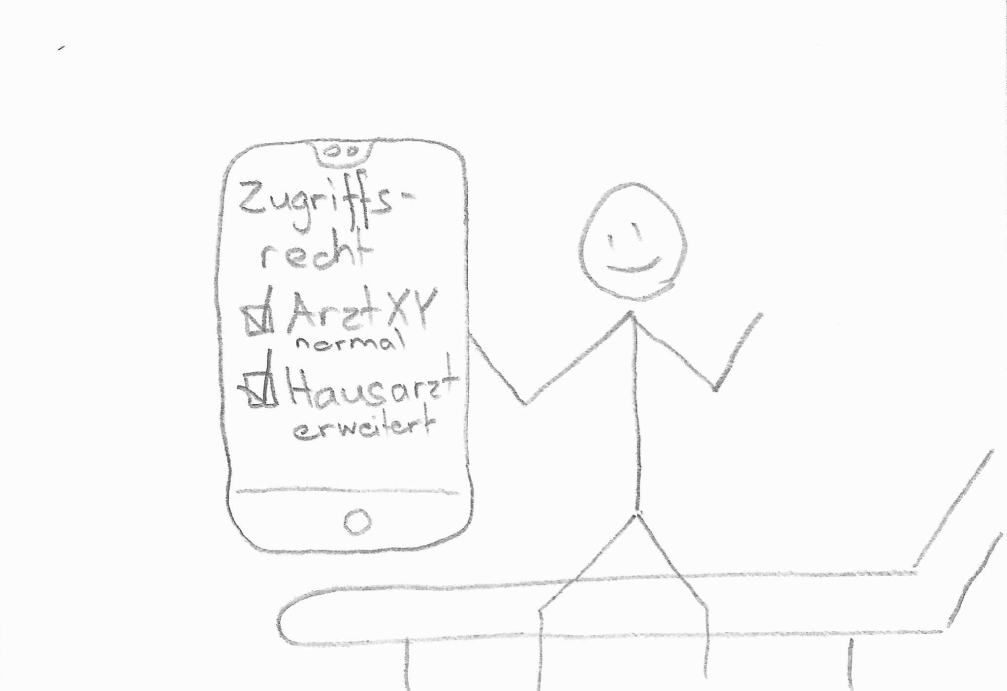 Zugriffs-
recht
Arzt XY
normal
Hausarzt
erweitert